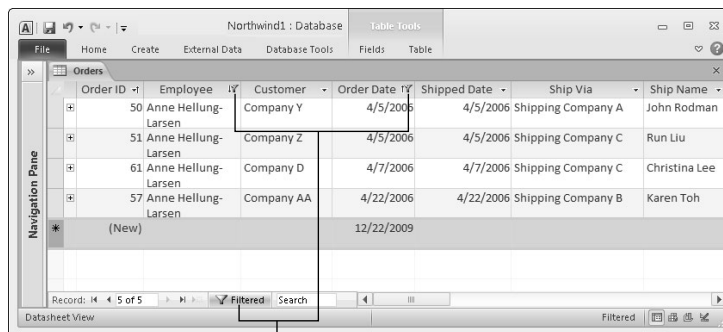 Northwind1 : Database Table Tools
File Home Create External Data Database Tools Fields Table
Orders
Order ID Employee Customer Order Date Shipped Date Ship Via Ship Name
50 Anne Hellung-Larsen Company Y 4/5/2006 4/5/2006 Shipping Company A John Rodman
51 Anne Hellung-Larsen Company Z 4/5/2006 4/5/2006 Shipping Company C Run Liu
61 Anne Hellung-Larsen Company D 4/7/2006 4/7/2006 Shipping Company C Christina Lee
57 Anne Hellung-Larsen Company AA 4/22/2006 4/22/2006 Shipping Company B Karen Toh
(New) 12/22/2009
Navigation Pane
Record: 5 of 5 Filtered Search
Datasheet View Filtered